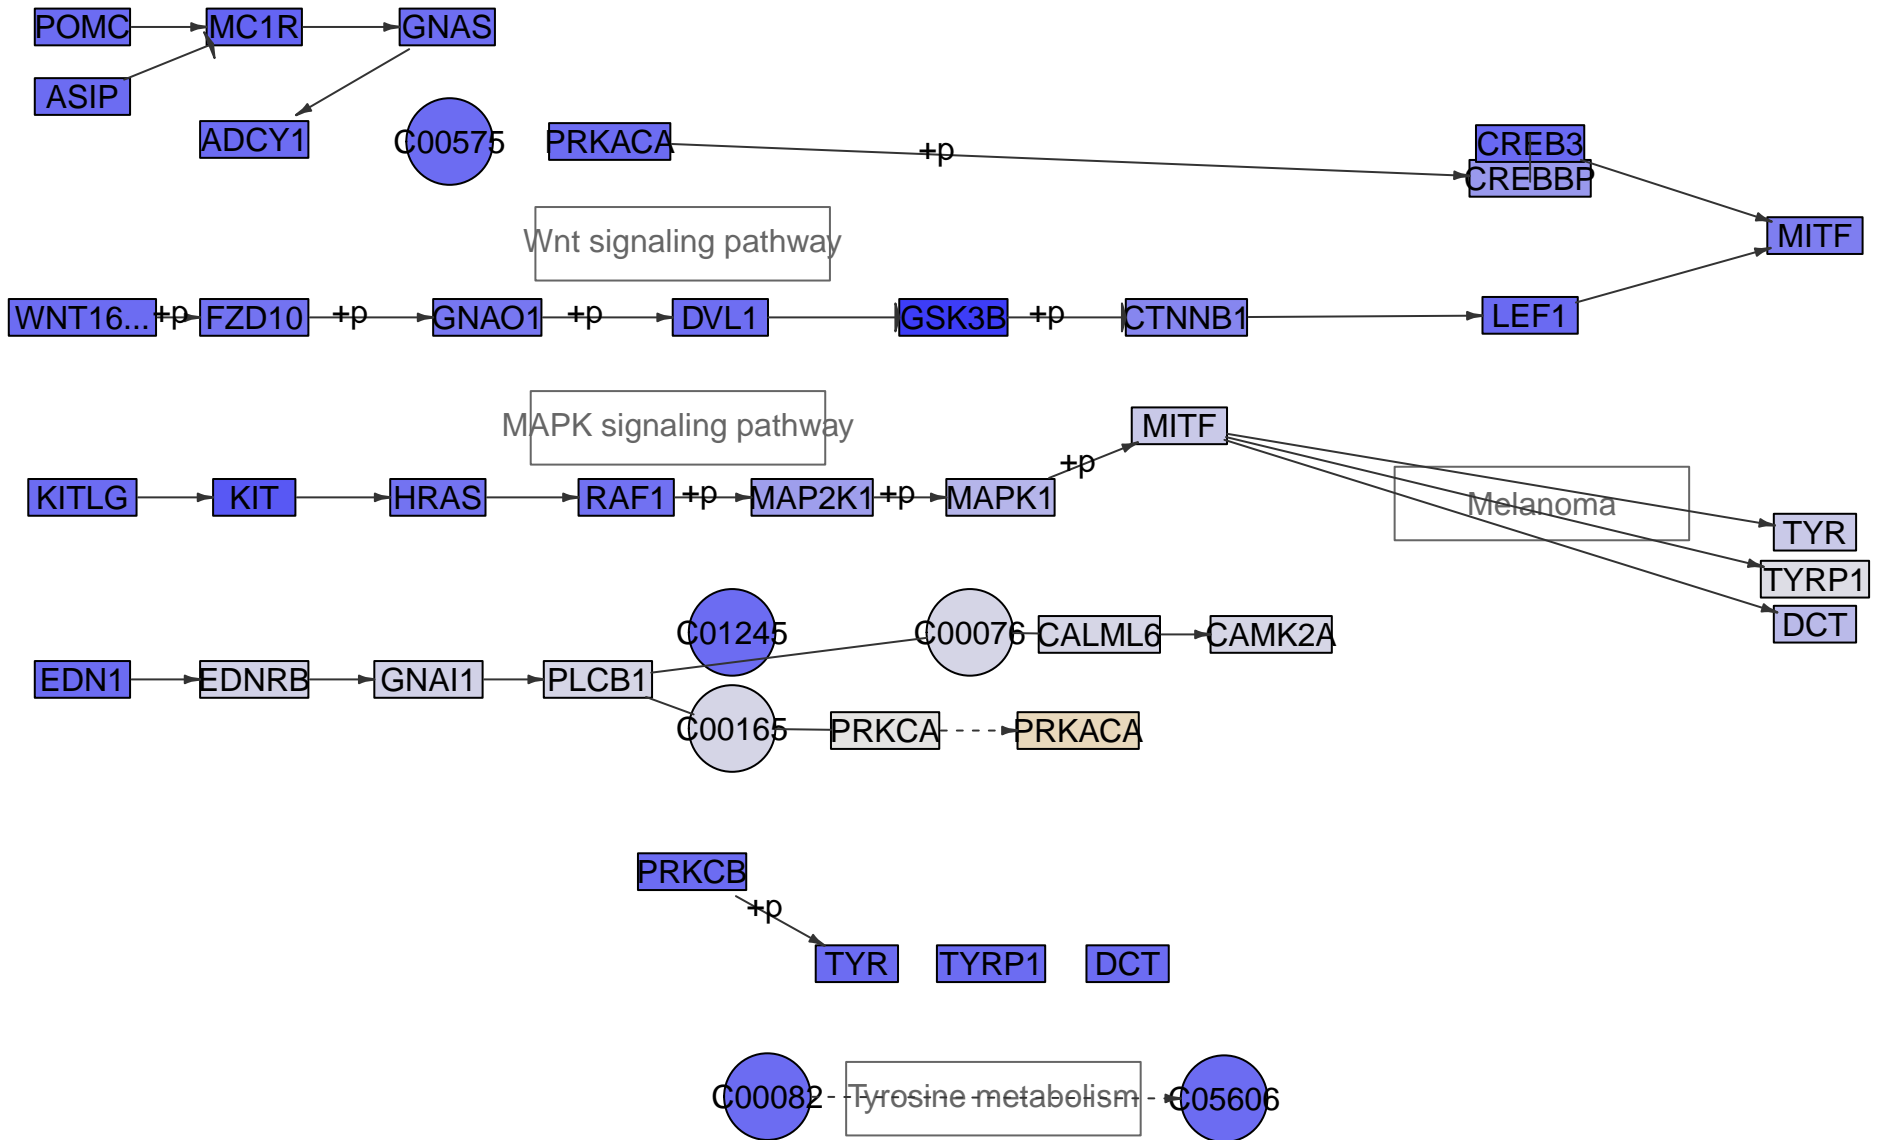 POMC
MC1R
GNAS
ASIP
ADCY1
C00575
PRKACA
+p
CREB3
CREBBP
Wnt signaling pathway
MITF
WNT16...
+p
FZD10
+p
GNAO1
+p
DVL1
GSK3B
+p
CTNNB1
LEF1
MAPK signaling pathway
MITF
+p
KITLG
KIT
HRAS
RAF1
+p
MAP2K1
+p
MAPK1
Melanoma
TYR
TYRP1
DCT
C01245
C00076
CALML6
CAMK2A
EDN1
EDNRB
GNAI1
PLCB1
C00165
PRKCA
PRKACA
PRKCB
+p
TYR
TYRP1
DCT
C00082
Tyrosine metabolism
C05606